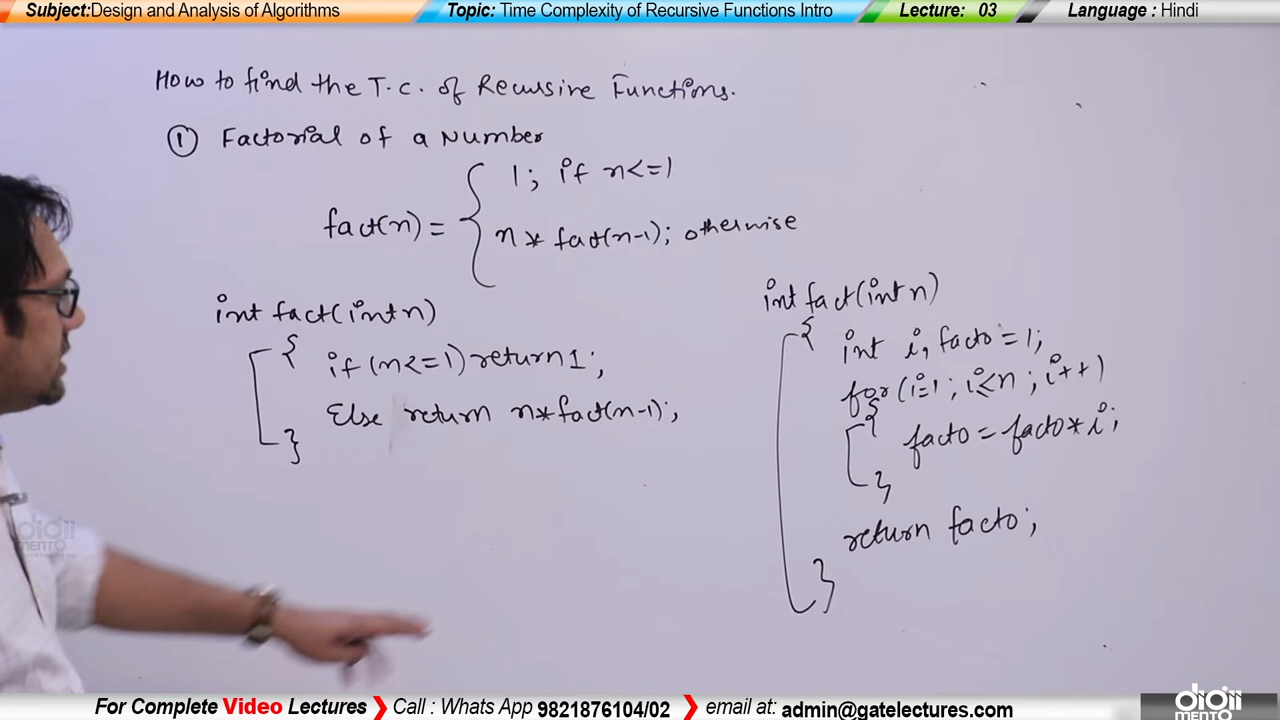 Subject:Design and Analysis of Algorithms
Topic: Time Complexity of Recursive Functions Intro
Lecture: 03
Language : Hindi
How to find the T.C. of Recursive Functions.
① Factorial of a Number
fact(n) = { 1; if n<=1
n * fact(n-1); otherwise
int fact(int n)
{
if (n<=1) return 1;
Else return n*fact(n-1);
}
int fact(int n)
{
int i, facto = 1;
for (i=1; i≤n; i++)
{
facto = facto * i;
}
return facto;
}
digii
MENTOR
For Complete Video Lectures ❯ Call : Whats App 9821876104/02 ❯ email at: admin@gatelectures.com
digii